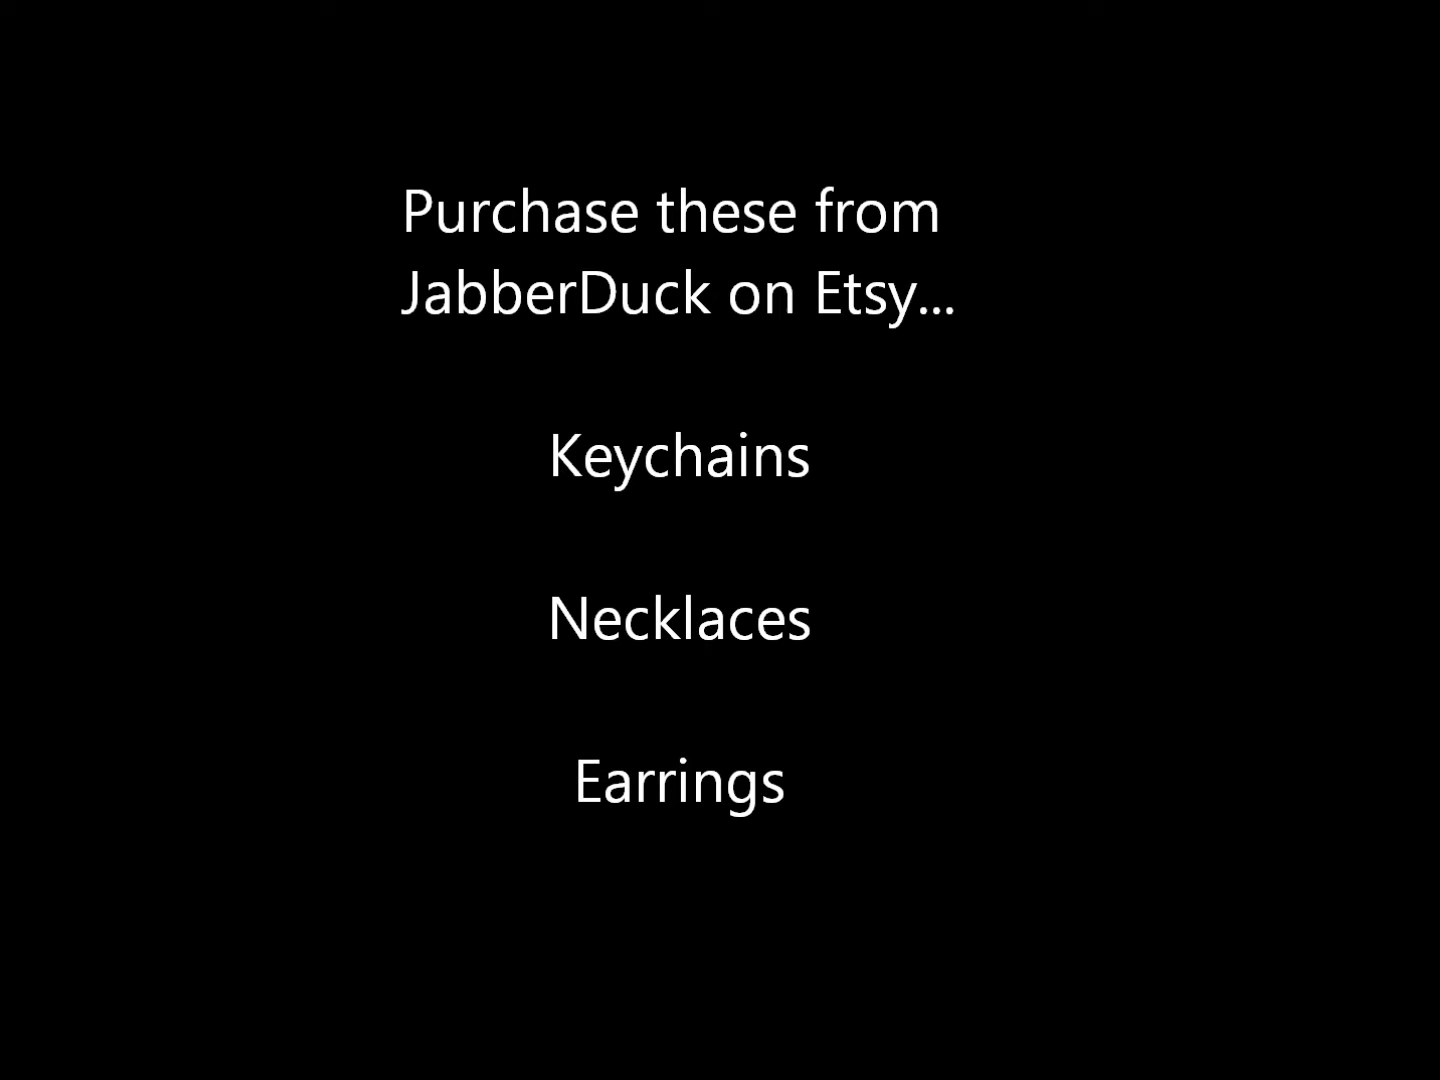 Purchase these from
JabberDuck on Etsy...
Keychains
Necklaces
Earrings